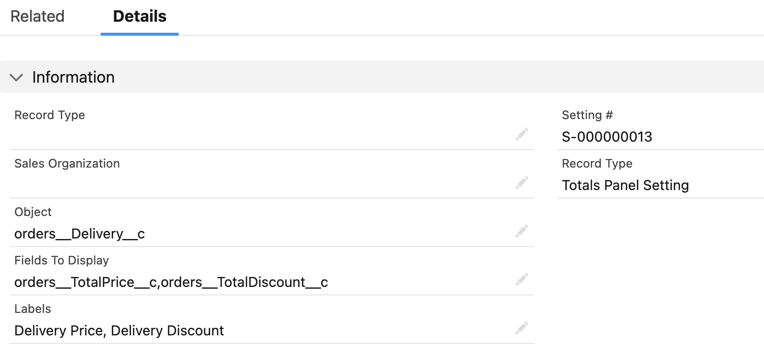 Related Details
Information
Record Type
Setting #
S-000000013
Sales Organization
Record Type
Totals Panel Setting
Object
orders__Delivery__c
Fields To Display
orders__TotalPrice__c,orders__TotalDiscount__c
Labels
Delivery Price, Delivery Discount